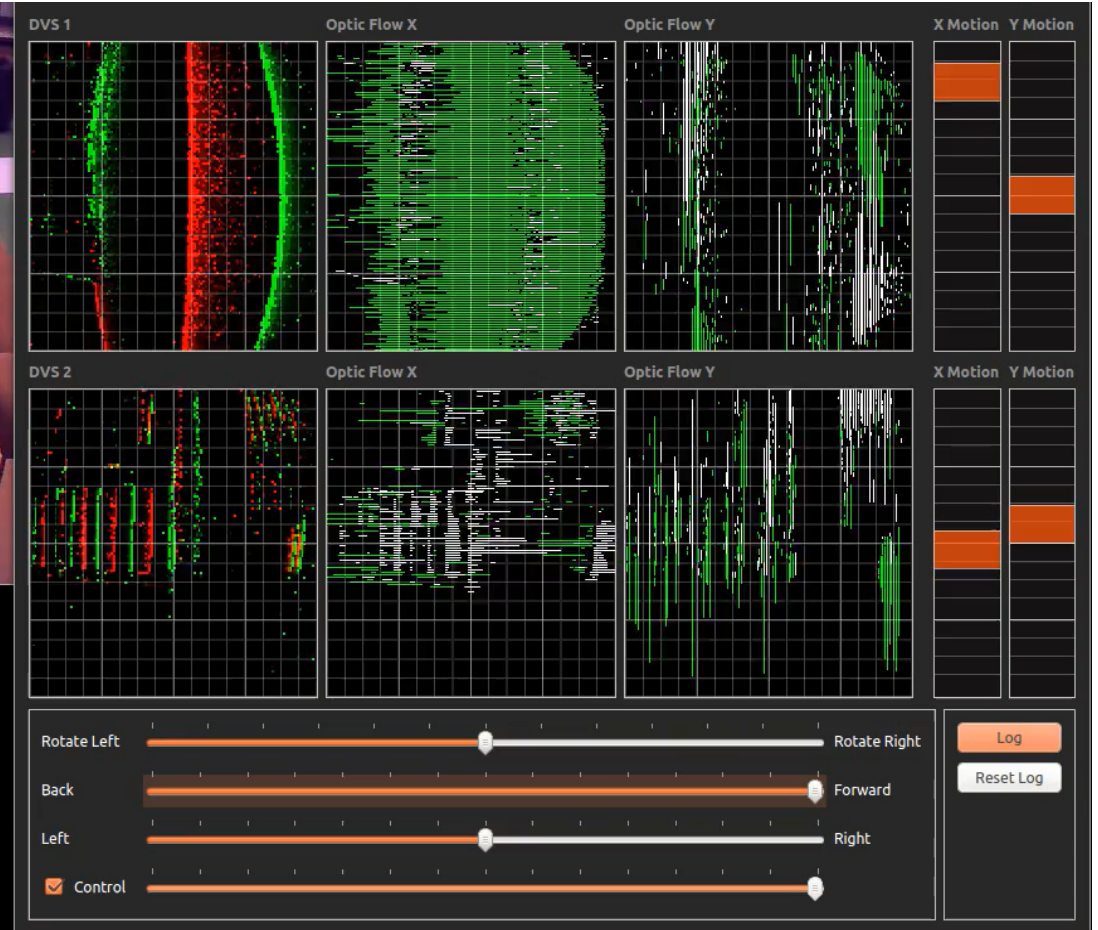 DVS 1 Optic Flow X Optic Flow Y X Motion Y Motion
DVS 2 Optic Flow X Optic Flow Y X Motion Y Motion
Rotate Left Rotate Right Log
Back Forward Reset Log
Left Right
Control